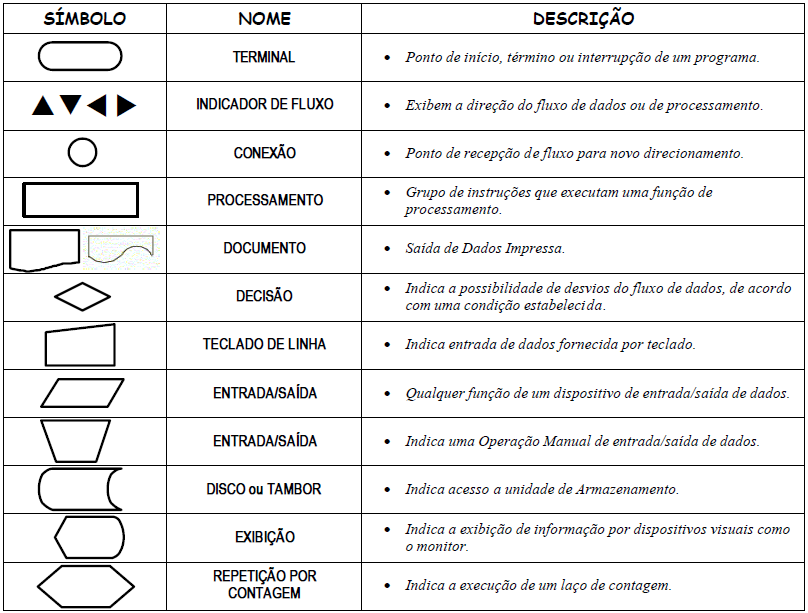 SÍMBOLO NOME DESCRIÇÃO
TERMINAL • Ponto de início, término ou interrupção de um programa.
INDICADOR DE FLUXO • Exibem a direção do fluxo de dados ou de processamento.
CONEXÃO • Ponto de recepção de fluxo para novo direcionamento.
PROCESSAMENTO • Grupo de instruções que executam uma função de
processamento.
DOCUMENTO • Saída de Dados Impressa.
DECISÃO • Indica a possibilidade de desvios do fluxo de dados, de acordo
com uma condição estabelecida.
TECLADO DE LINHA • Indica entrada de dados fornecida por teclado.
ENTRADA/SAÍDA • Qualquer função de um dispositivo de entrada/saída de dados.
ENTRADA/SAÍDA • Indica uma Operação Manual de entrada/saída de dados.
DISCO ou TAMBOR • Indica acesso a unidade de Armazenamento.
EXIBIÇÃO • Indica a exibição de informação por dispositivos visuais como
o monitor.
REPETIÇÃO POR
CONTAGEM • Indica a execução de um laço de contagem.